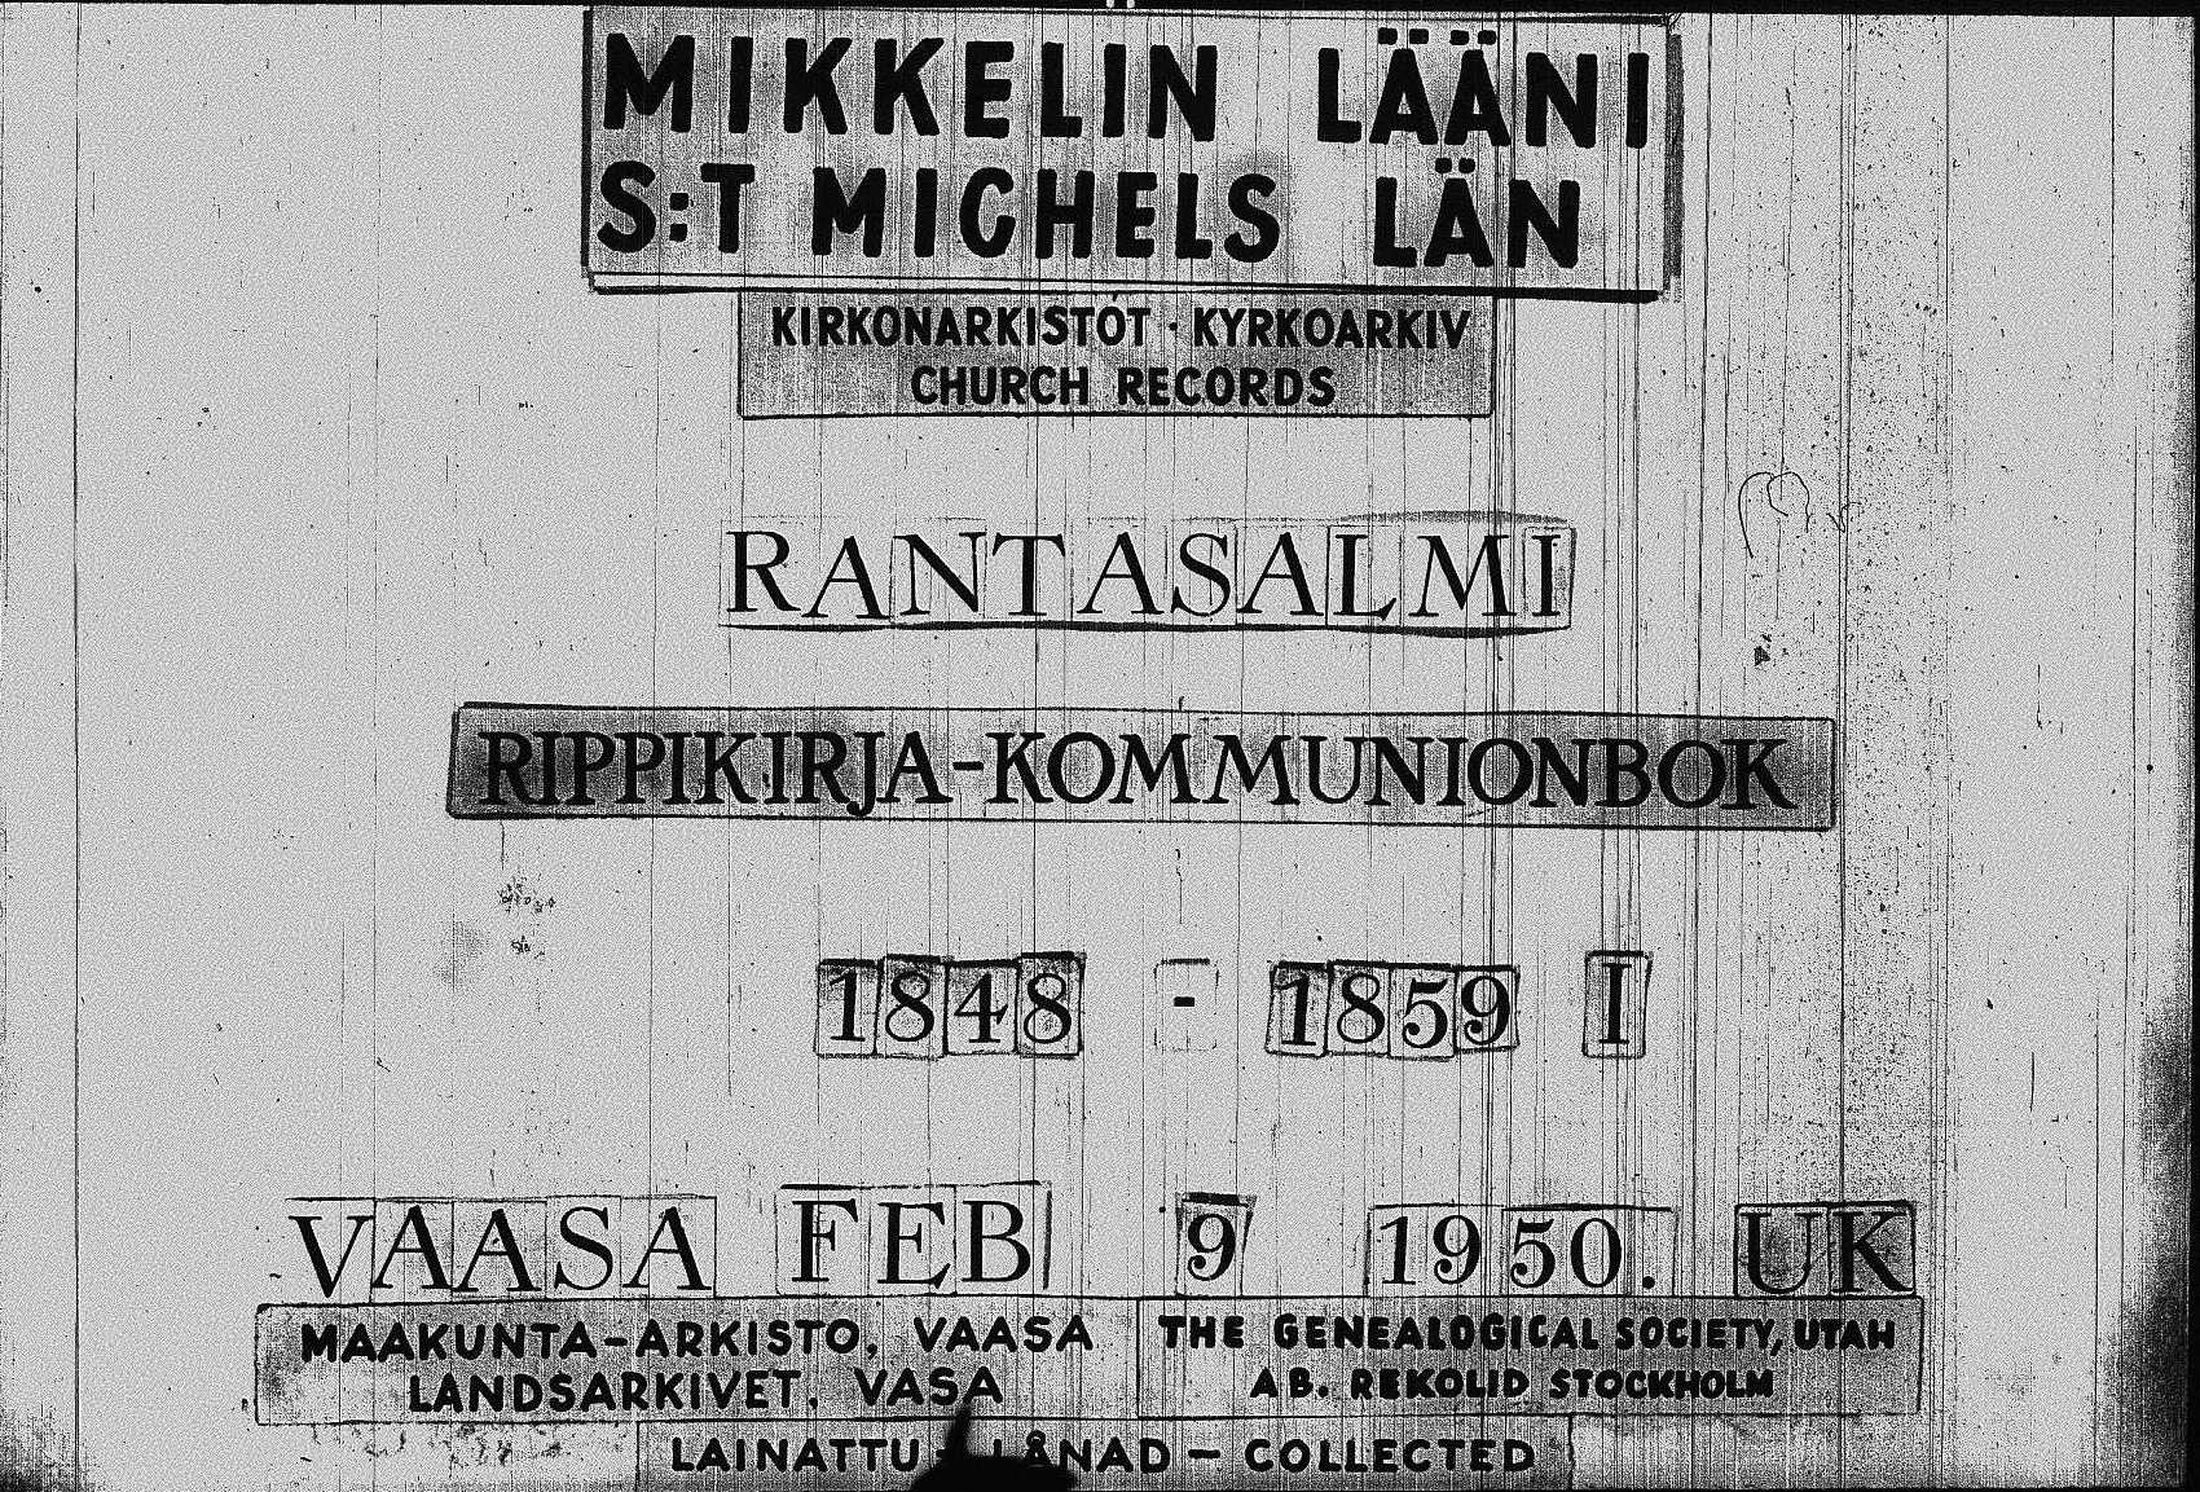 MIKKELIN LÄÄNI
S:T MICHELS LÄN
KIRKONARKISTOT · KYRKOARKIV
CHURCH RECORDS
RANTASALMI
RIPPIKIRJA-KOMMUNIONBOK
1848 - 1859 I
VAASA FEB 9 1950. UK
MAAKUNTA-ARKISTO, VAASA
LANDSARKIVET, VASA
THE GENEALOGICAL SOCIETY, UTAH
AB. REKOLID STOCKHOLM
LAINATTU - LÅNAD - COLLECTED